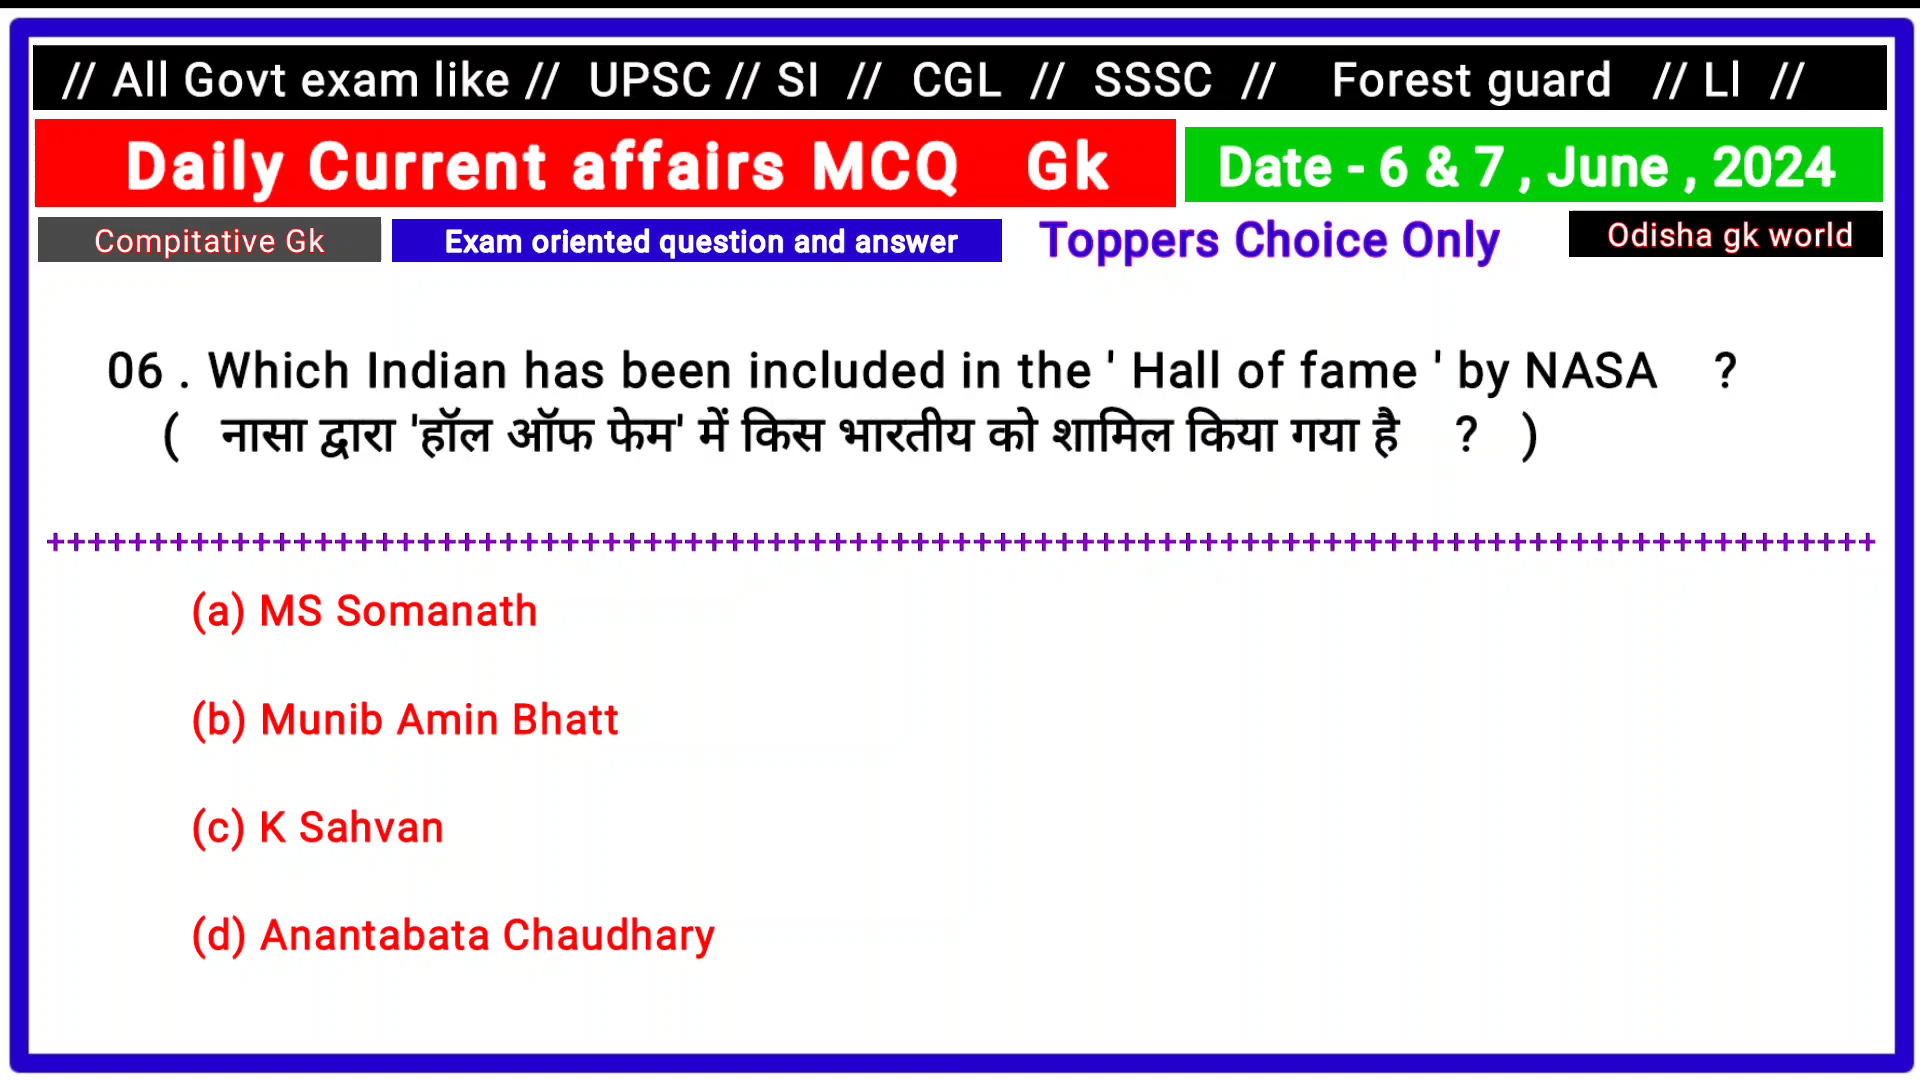 // All Govt exam like // UPSC // SI // CGL // SSSC // Forest guard // Ll //
Daily Current affairs MCQ Gk
Date - 6 & 7 , June , 2024
Compitative Gk
Exam oriented question and answer
Toppers Choice Only
Odisha gk world
06 . Which Indian has been included in the ' Hall of fame ' by NASA ?
( नासा द्वारा 'हॉल ऑफ फेम' में किस भारतीय को शामिल किया गया है ? )
+++++++++++++++++++++++++++++++++++++++++++++++++++++++++++++++++++++++++++++++++++++++++
(a) MS Somanath
(b) Munib Amin Bhatt
(c) K Sahvan
(d) Anantabata Chaudhary